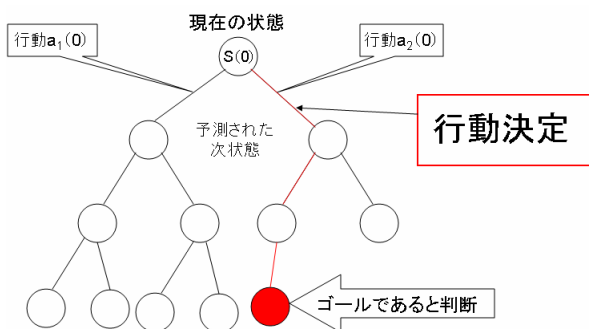 現在の状態
行動a₁(0)
S(0)
行動a₂(0)
予測された
次状態
行動決定
ゴールであると判断